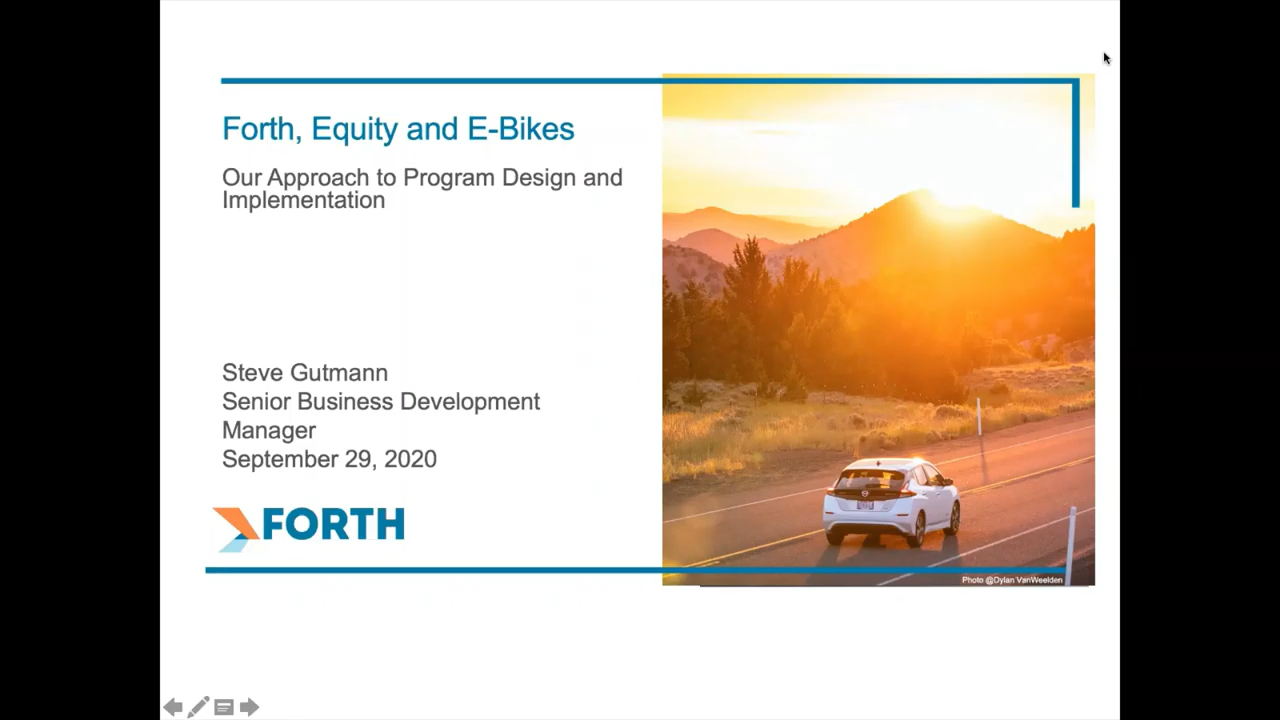 Forth, Equity and E-Bikes
Our Approach to Program Design and
Implementation
Steve Gutmann
Senior Business Development
Manager
September 29, 2020
FORTH
Photo @Dylan VanWeelden